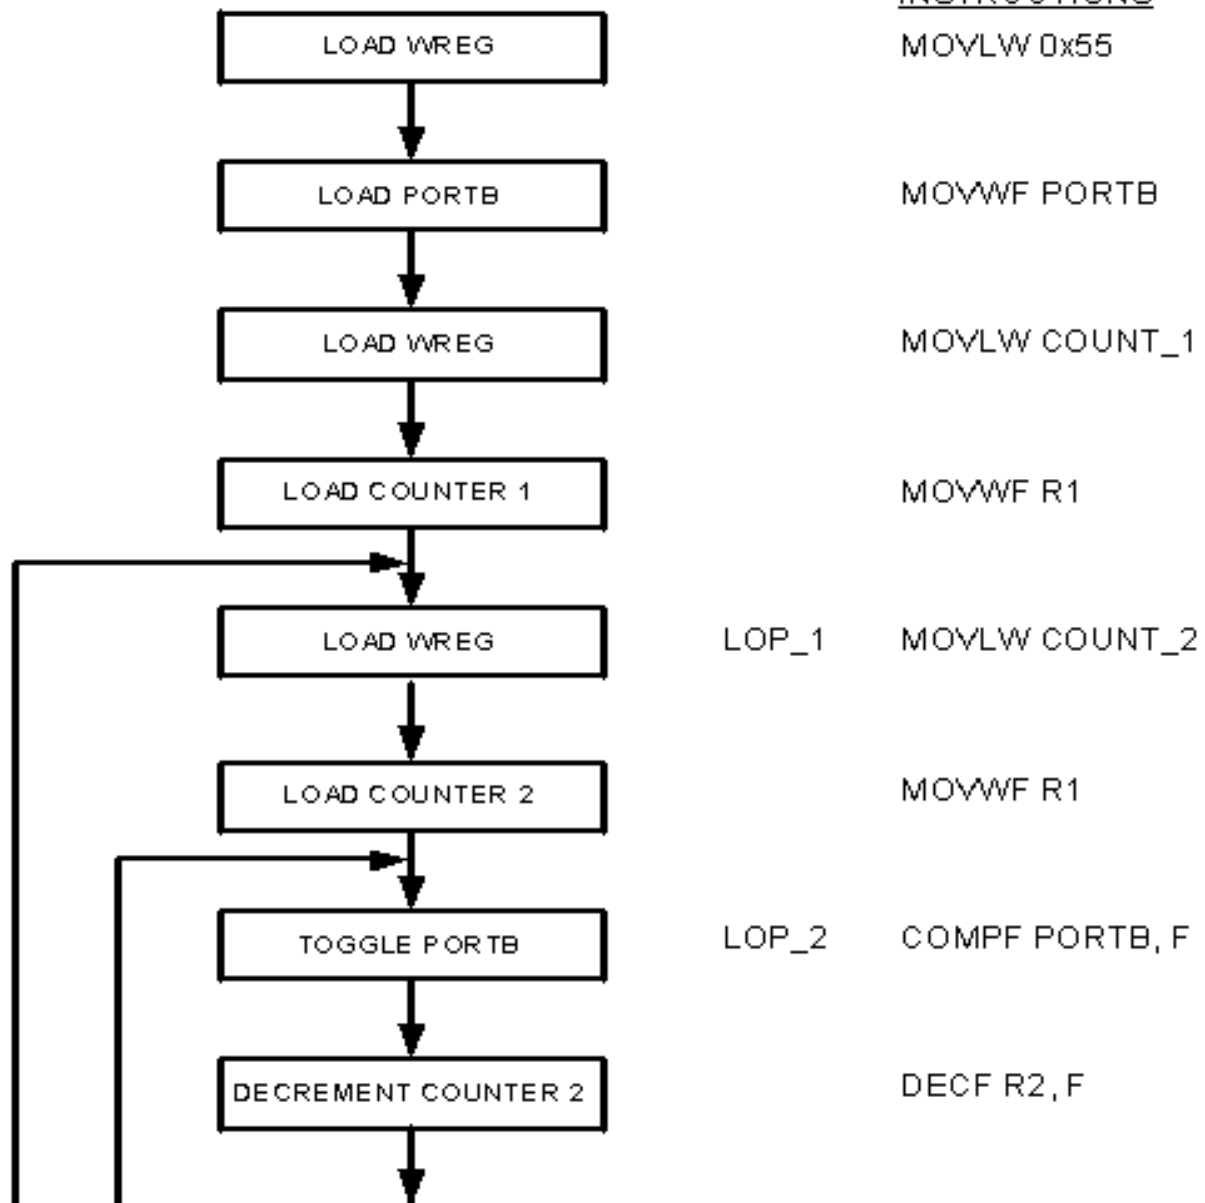 INSTRUCTIONS
LOAD WREG MOVLW 0x55
LOAD PORTB MOVWF PORTB
LOAD WREG MOVLW COUNT_1
LOAD COUNTER 1 MOVWF R1
LOAD WREG LOP_1 MOVLW COUNT_2
LOAD COUNTER 2 MOVWF R1
TOGGLE PORTB LOP_2 COMPF PORTB, F
DECREMENT COUNTER 2 DECF R2, F